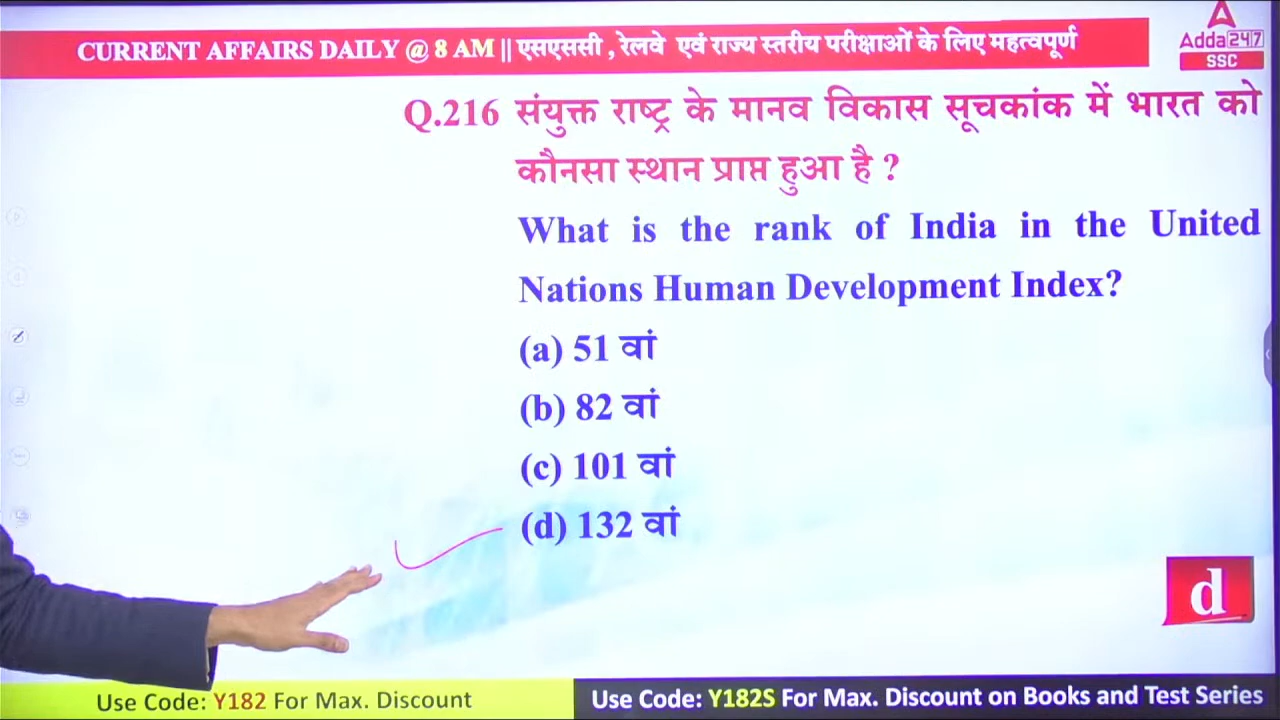 CURRENT AFFAIRS DAILY @ 8 AM || एसएससी , रेलवे एवं राज्य स्तरीय परीक्षाओं के लिए महत्वपूर्ण
Adda247
SSC
Q.216 संयुक्त राष्ट्र के मानव विकास सूचकांक में भारत को
कौनसा स्थान प्राप्त हुआ है ?
What is the rank of India in the United
Nations Human Development Index?
(a) 51 वां
(b) 82 वां
(c) 101 वां
(d) 132 वां
d
Use Code: Y182 For Max. Discount
Use Code: Y182S For Max. Discount on Books and Test Series